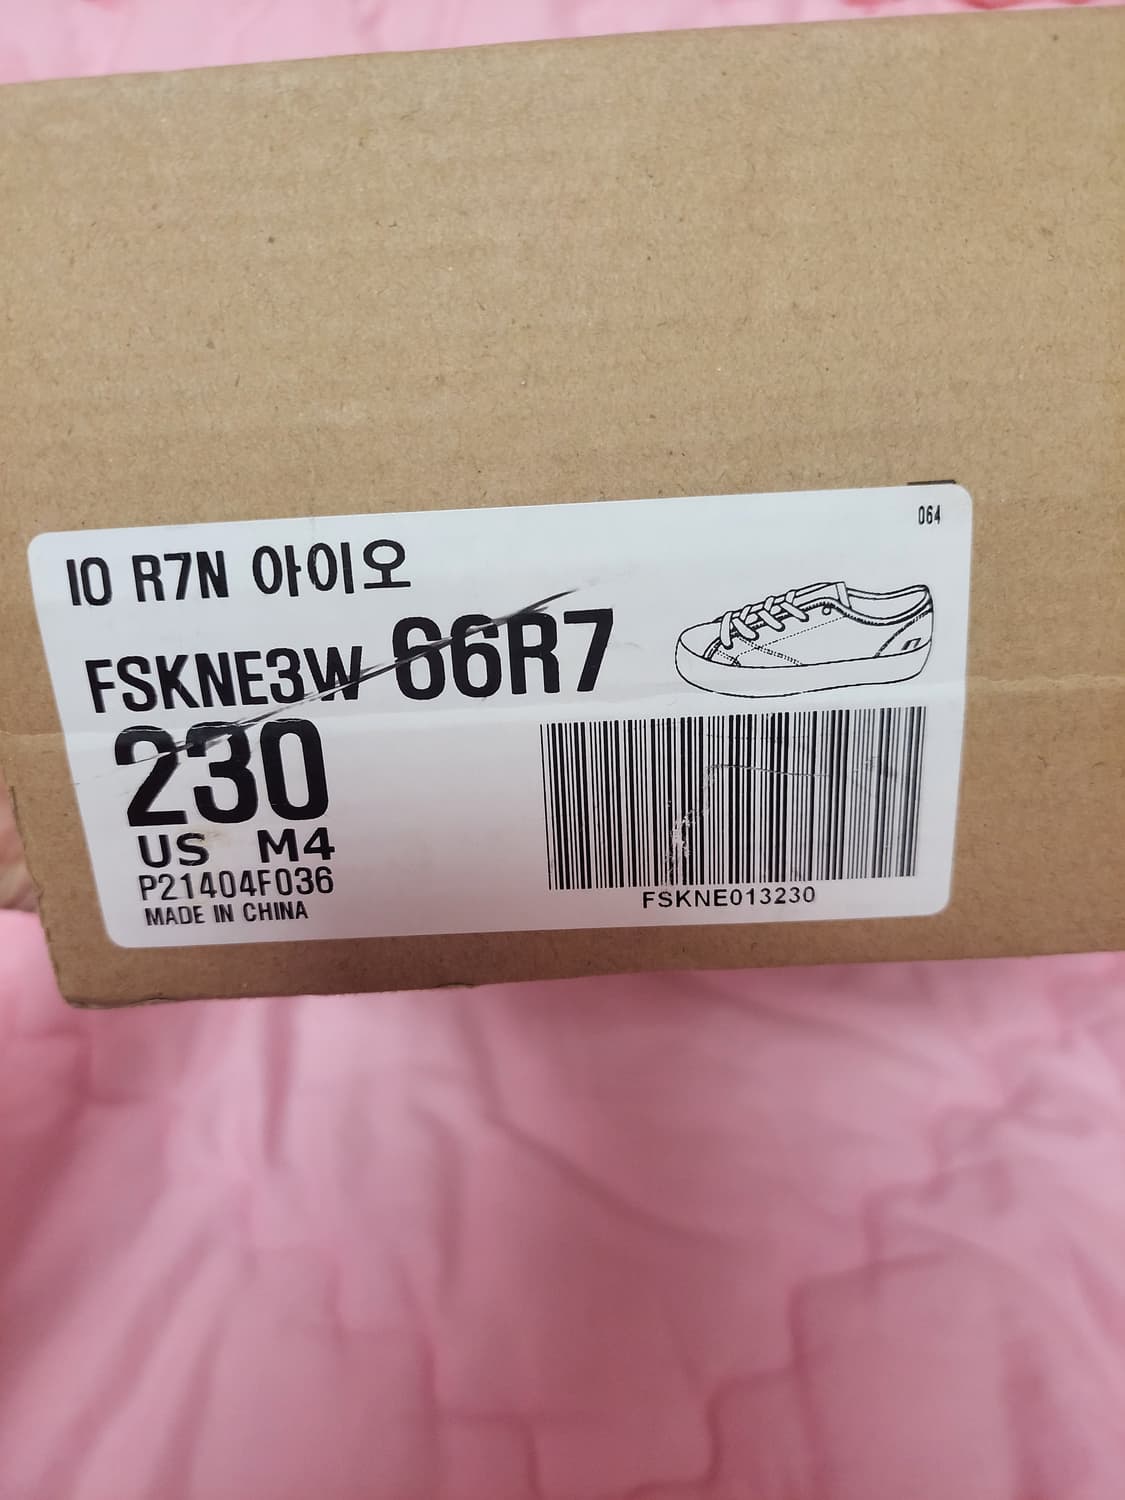 064
IO R7N 아이오
FSKNE3W 66R7
230
US M4
P21404F036
MADE IN CHINA
FSKNE013230